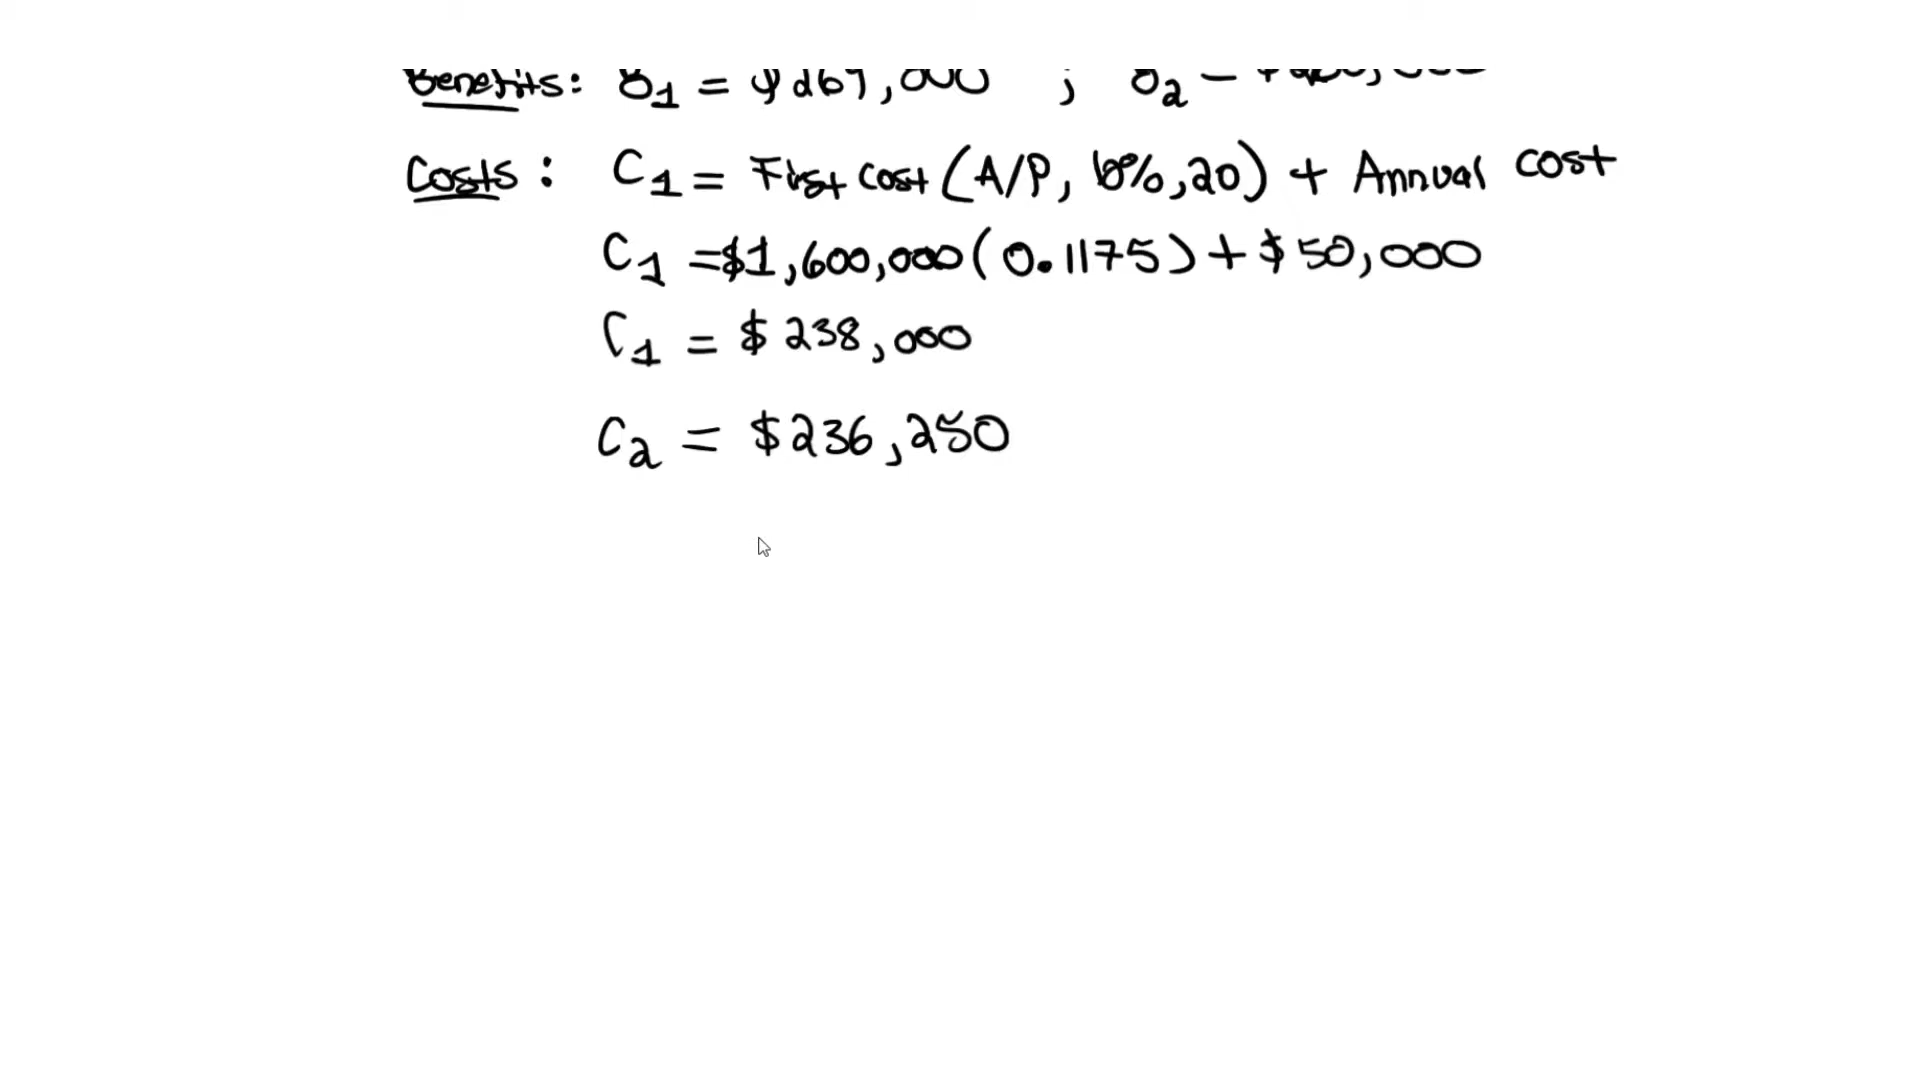 Benefits: B1 = $269,000 ; B2 =
Costs: C1 = First cost (A/P, 10%, 20) + Annual cost
C1 = $1,600,000 (0.1175) + $50,000
C1 = $238,000
C2 = $236,250